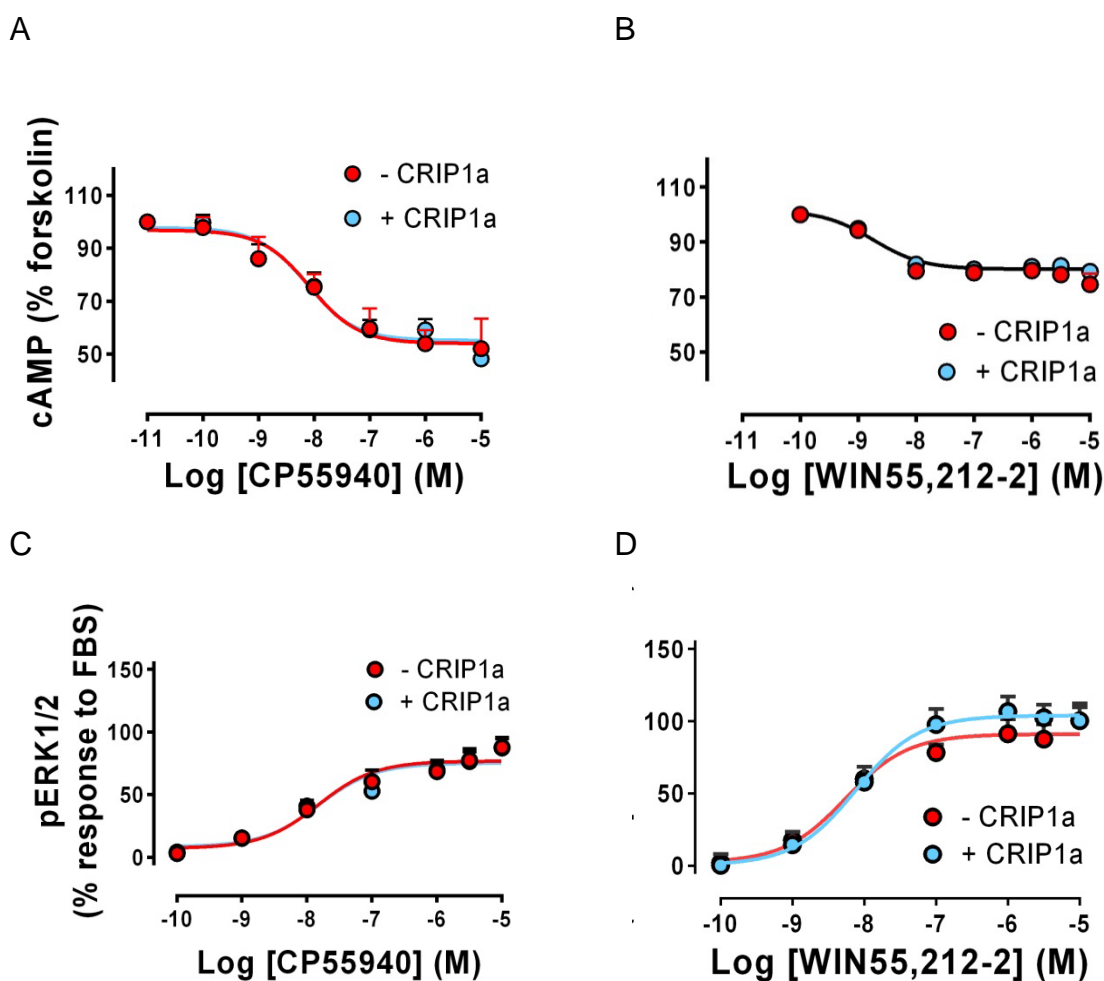 A
B
cAMP (% forskolin)
110
90
70
50
- CRIP1a
+ CRIP1a
-11 -10 -9 -8 -7 -6 -5
Log [CP55940] (M)
110
90
70
50
- CRIP1a
+ CRIP1a
-11 -10 -9 -8 -7 -6 -5
Log [WIN55,212-2] (M)
C
D
pERK1/2
(% response to FBS)
150
100
50
0
- CRIP1a
+ CRIP1a
-10 -9 -8 -7 -6 -5
Log [CP55940] (M)
150
100
50
0
- CRIP1a
+ CRIP1a
-10 -9 -8 -7 -6 -5
Log [WIN55,212-2] (M)